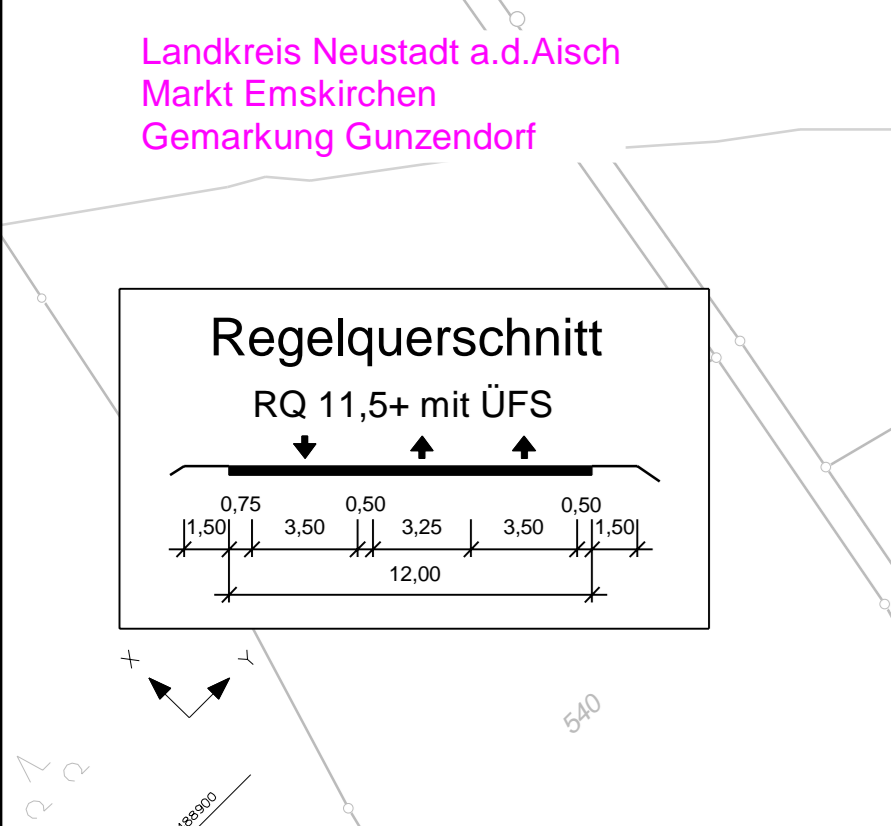 Landkreis Neustadt a.d.Aisch
Markt Emskirchen
Gemarkung Gunzendorf
Regelquerschnitt
RQ 11,5+ mit ÜFS
0,75 0,50 0,50
1,50 3,50 3,25 3,50 1,50
12,00
X Y
540